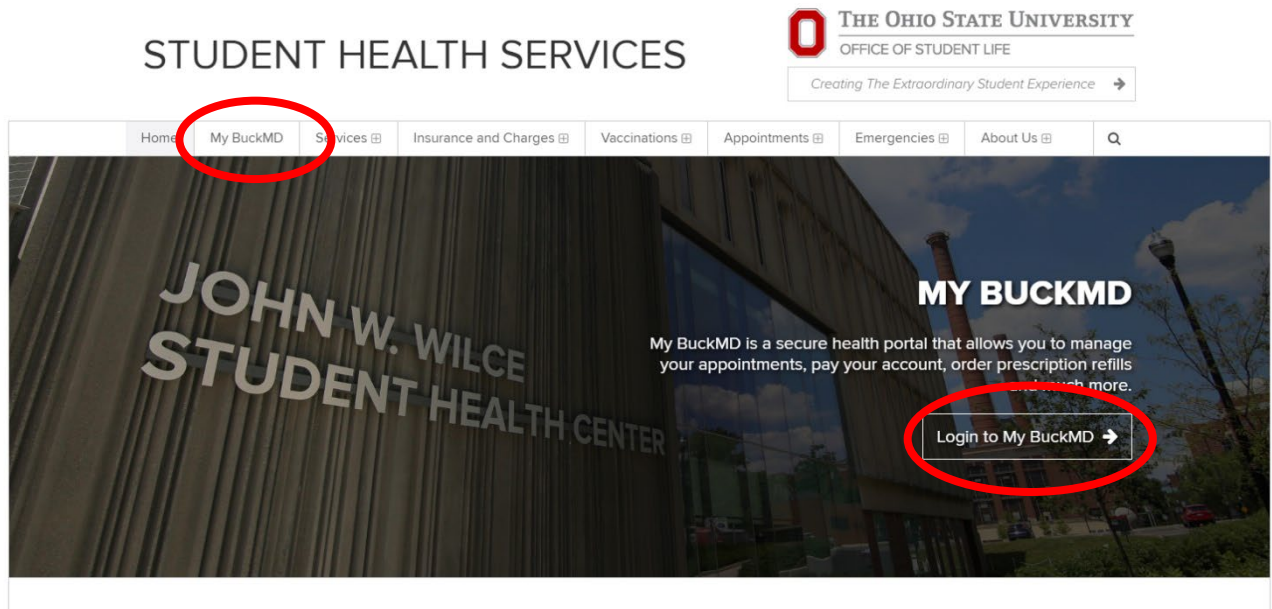 THE OHIO STATE UNIVERSITY
OFFICE OF STUDENT LIFE
STUDENT HEALTH SERVICES
Creating The Extraordinary Student Experience
Home My BuckMD Services Insurance and Charges Vaccinations Appointments Emergencies About Us
JOHN W. WILCE
STUDENT HEALTH CENTER
MY BUCKMD
My BuckMD is a secure health portal that allows you to manage
your appointments, pay your account, order prescription refills
and much more.
Login to My BuckMD